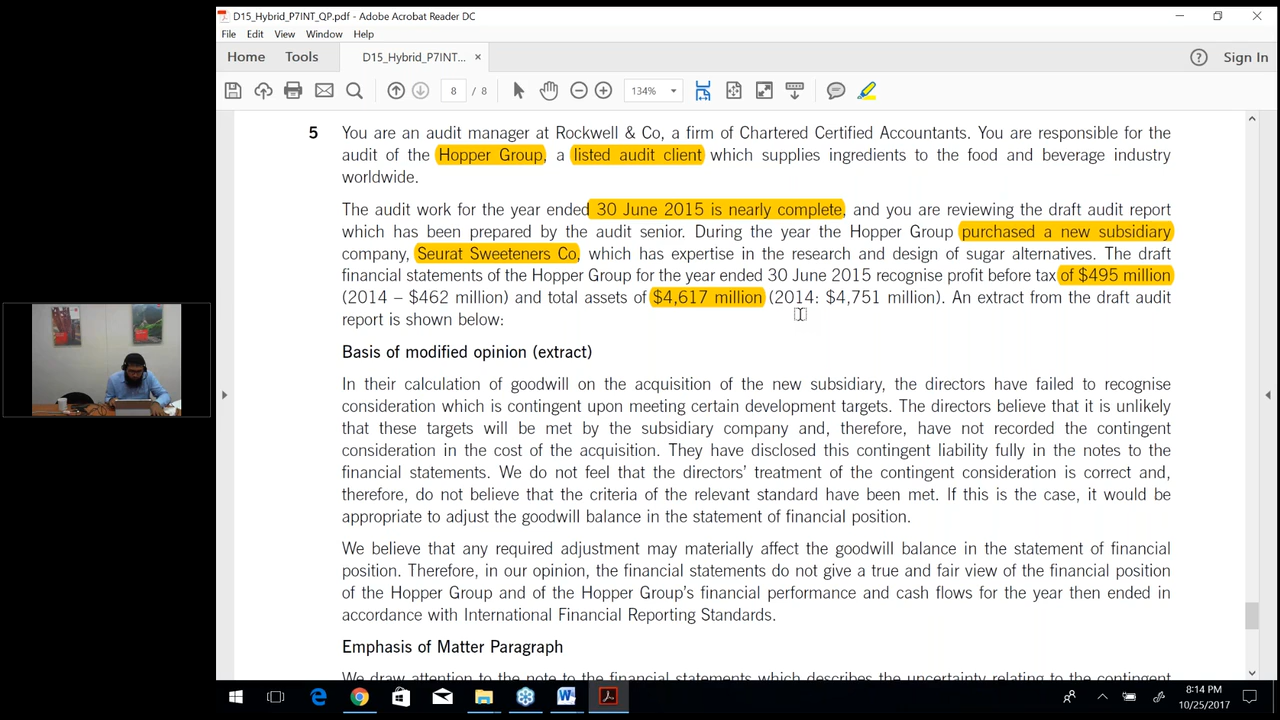 D15_Hybrid_P7INT_QP.pdf - Adobe Acrobat Reader DC
File Edit View Window Help
Home Tools D15_Hybrid_P7INT... × Sign In
8 / 8 134%
5 You are an audit manager at Rockwell & Co, a firm of Chartered Certified Accountants. You are responsible for the
audit of the Hopper Group, a listed audit client which supplies ingredients to the food and beverage industry
worldwide.
The audit work for the year ended 30 June 2015 is nearly complete, and you are reviewing the draft audit report
which has been prepared by the audit senior. During the year the Hopper Group purchased a new subsidiary
company, Seurat Sweeteners Co, which has expertise in the research and design of sugar alternatives. The draft
financial statements of the Hopper Group for the year ended 30 June 2015 recognise profit before tax of $495 million
(2014 – $462 million) and total assets of $4,617 million (2014: $4,751 million). An extract from the draft audit
report is shown below:
Basis of modified opinion (extract)
In their calculation of goodwill on the acquisition of the new subsidiary, the directors have failed to recognise
consideration which is contingent upon meeting certain development targets. The directors believe that it is unlikely
that these targets will be met by the subsidiary company and, therefore, have not recorded the contingent
consideration in the cost of the acquisition. They have disclosed this contingent liability fully in the notes to the
financial statements. We do not feel that the directors' treatment of the contingent consideration is correct and,
therefore, do not believe that the criteria of the relevant standard have been met. If this is the case, it would be
appropriate to adjust the goodwill balance in the statement of financial position.
We believe that any required adjustment may materially affect the goodwill balance in the statement of financial
position. Therefore, in our opinion, the financial statements do not give a true and fair view of the financial position
of the Hopper Group and of the Hopper Group's financial performance and cash flows for the year then ended in
accordance with International Financial Reporting Standards.
Emphasis of Matter Paragraph
We draw attention to the note to the financial statements which describes the uncertainty relating to the contingent
8:14 PM
10/25/2017